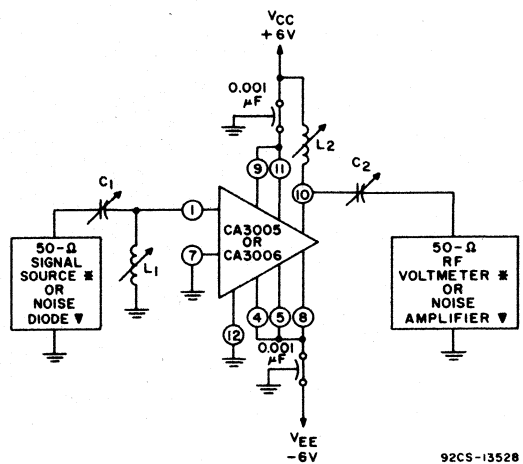 VCC
+6V
0.001
μF
L2
9
11
10
C1
C2
1
CA3005
OR
CA3006
7
L1
50-Ω
SIGNAL
SOURCE *
OR
NOISE
DIODE ▼
50-Ω
RF
VOLTMETER *
OR
NOISE
AMPLIFIER ▼
4
5
8
12
0.001
μF
VEE
-6V
92CS-13528